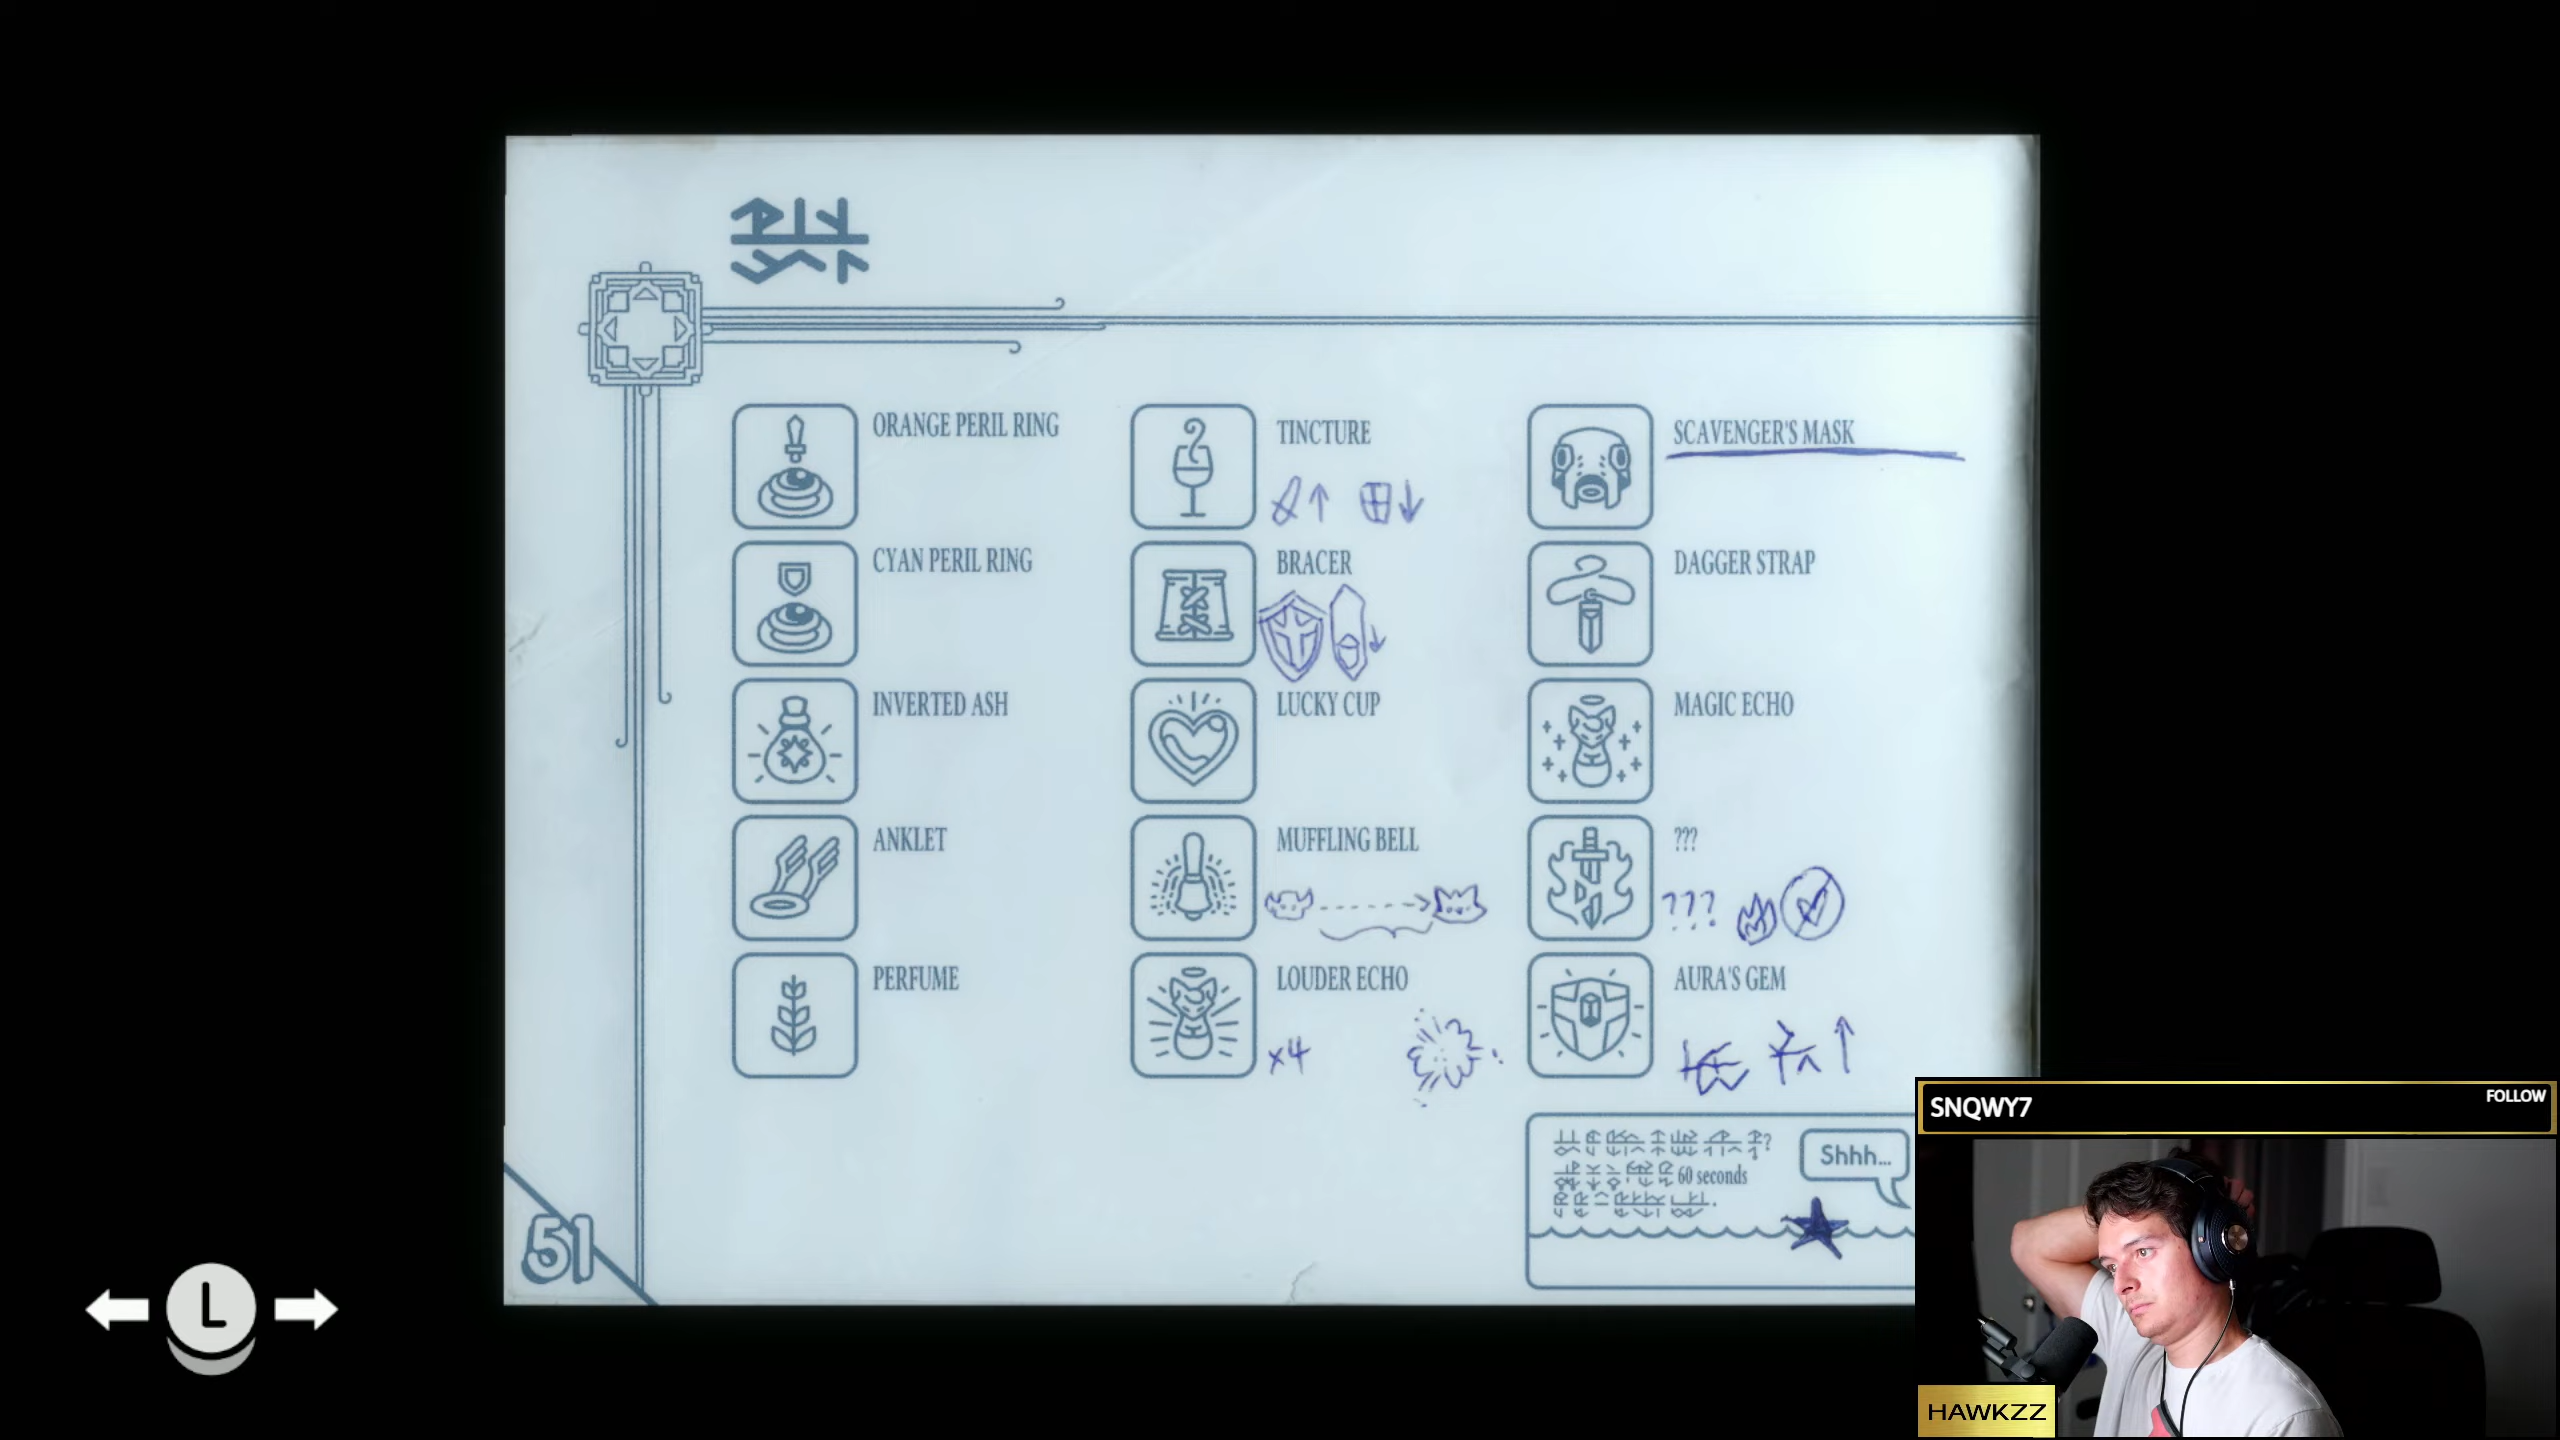 ORANGE PERIL RING
CYAN PERIL RING
INVERTED ASH
ANKLET
PERFUME
TINCTURE
BRACER
LUCKY CUP
MUFFLING BELL
LOUDER ECHO
x4
SCAVENGER'S MASK
DAGGER STRAP
MAGIC ECHO
???
???
AURA'S GEM
60 seconds
Shhh...
51
L
SNQWY7
FOLLOW
HAWKZZ